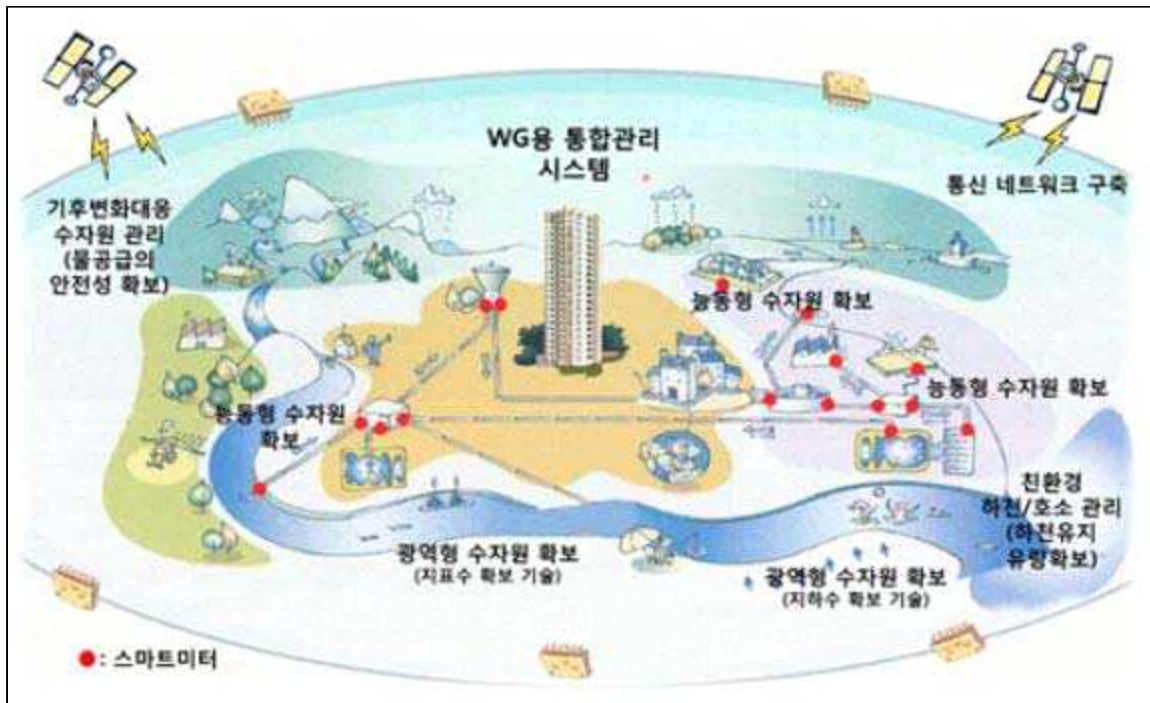 WG용 통합관리
시스템
통신 네트워크 구축
기후변화대응
수자원 관리
(물공급의
안전성 확보)
능동형 수자원 확보
능동형 수자원 확보
능동형 수자원
확보
친환경
하천/호소 관리
(하천유지
유량확보)
광역형 수자원 확보
(지표수 확보 기술)
광역형 수자원 확보
(지하수 확보 기술)
: 스마트미터